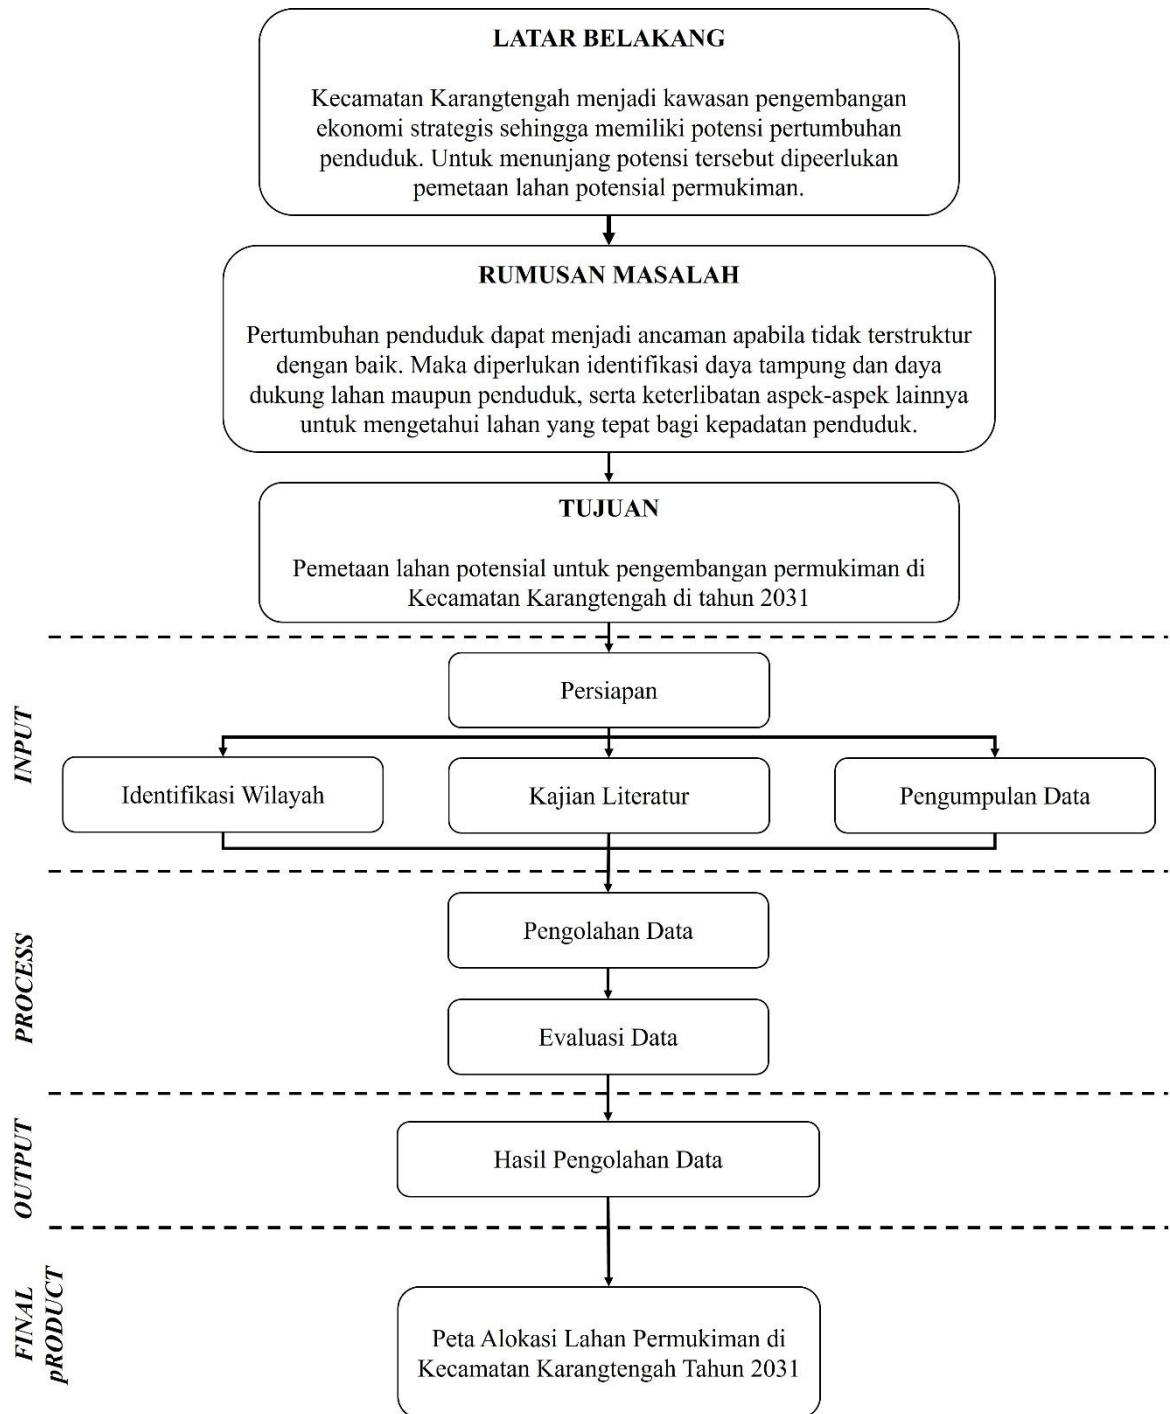 LATAR BELAKANG
Kecamatan Karangtengah menjadi kawasan pengembangan
ekonomi strategis sehingga memiliki potensi pertumbuhan
penduduk. Untuk menunjang potensi tersebut dipeerlukan
pemetaan lahan potensial permukiman.
RUMUSAN MASALAH
Pertumbuhan penduduk dapat menjadi ancaman apabila tidak terstruktur
dengan baik. Maka diperlukan identifikasi daya tampung dan daya
dukung lahan maupun penduduk, serta keterlibatan aspek-aspek lainnya
untuk mengetahui lahan yang tepat bagi kepadatan penduduk.
TUJUAN
Pemetaan lahan potensial untuk pengembangan permukiman di
Kecamatan Karangtengah di tahun 2031
INPUT
Persiapan
Identifikasi Wilayah
Kajian Literatur
Pengumpulan Data
PROCESS
Pengolahan Data
Evaluasi Data
OUTPUT
Hasil Pengolahan Data
FINAL
pRODUCT
Peta Alokasi Lahan Permukiman di
Kecamatan Karangtengah Tahun 2031